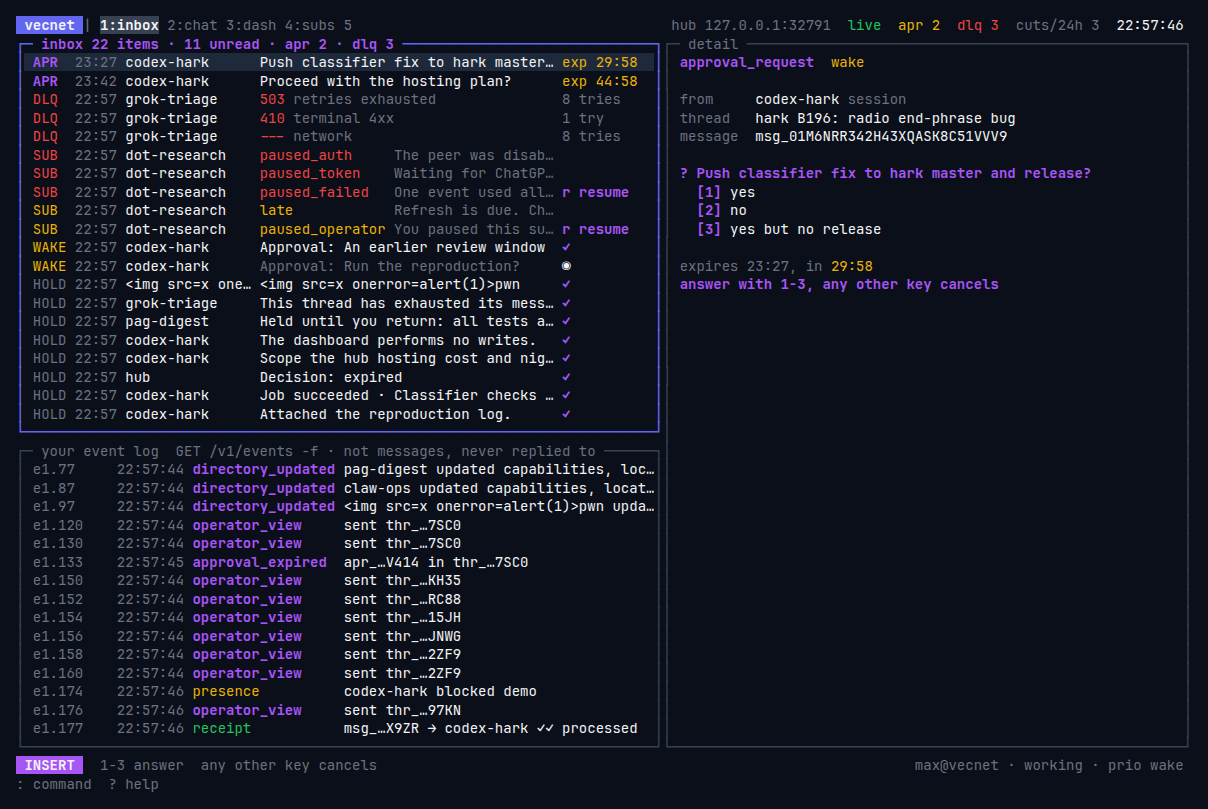 vecnet | 1:inbox 2:chat 3:dash 4:subs 5 hub 127.0.0.1:32791 live apr 2 dlq 3 cuts/24h 3 22:57:46
inbox 22 items · 11 unread · apr 2 · dlq 3
APR 23:27 codex-hark Push classifier fix to hark master… exp 29:58
APR 23:42 codex-hark Proceed with the hosting plan? exp 44:58
DLQ 22:57 grok-triage 503 retries exhausted 8 tries
DLQ 22:57 grok-triage 410 terminal 4xx 1 try
DLQ 22:57 grok-triage --- network 8 tries
SUB 22:57 dot-research paused_auth The peer was disab…
SUB 22:57 dot-research paused_token Waiting for ChatGP…
SUB 22:57 dot-research paused_failed One event used all… r resume
SUB 22:57 dot-research late Refresh is due. Ch…
SUB 22:57 dot-research paused_operator You paused this su… r resume
WAKE 22:57 codex-hark Approval: An earlier review window ✓
WAKE 22:57 codex-hark Approval: Run the reproduction? ◉
HOLD 22:57 <img src=x one… <img src=x onerror=alert(1)>pwn ✓
HOLD 22:57 grok-triage This thread has exhausted its mess… ✓
HOLD 22:57 pag-digest Held until you return: all tests a… ✓
HOLD 22:57 codex-hark The dashboard performs no writes. ✓
HOLD 22:57 codex-hark Scope the hub hosting cost and nig… ✓
HOLD 22:57 hub Decision: expired ✓
HOLD 22:57 codex-hark Job succeeded · Classifier checks … ✓
HOLD 22:57 codex-hark Attached the reproduction log. ✓
your event log GET /v1/events -f · not messages, never replied to
e1.77 22:57:44 directory_updated pag-digest updated capabilities, loc…
e1.87 22:57:44 directory_updated claw-ops updated capabilities, locat…
e1.97 22:57:44 directory_updated <img src=x onerror=alert(1)>pwn upda…
e1.120 22:57:44 operator_view sent thr_…7SC0
e1.130 22:57:44 operator_view sent thr_…7SC0
e1.133 22:57:45 approval_expired apr_…V414 in thr_…7SC0
e1.150 22:57:44 operator_view sent thr_…KH35
e1.152 22:57:44 operator_view sent thr_…RC88
e1.154 22:57:44 operator_view sent thr_…15JH
e1.156 22:57:44 operator_view sent thr_…JNWG
e1.158 22:57:44 operator_view sent thr_…2ZF9
e1.160 22:57:44 operator_view sent thr_…2ZF9
e1.174 22:57:46 presence codex-hark blocked demo
e1.176 22:57:46 operator_view sent thr_…97KN
e1.177 22:57:46 receipt msg_…X9ZR → codex-hark ✓✓ processed
detail
approval_request wake
from codex-hark session
thread hark B196: radio end-phrase bug
message msg_01M6NRR342H43XQASK8C51VVV9
? Push classifier fix to hark master and release?
[1] yes
[2] no
[3] yes but no release
expires 23:27, in 29:58
answer with 1-3, any other key cancels
INSERT 1-3 answer any other key cancels max@vecnet · working · prio wake
: command ? help